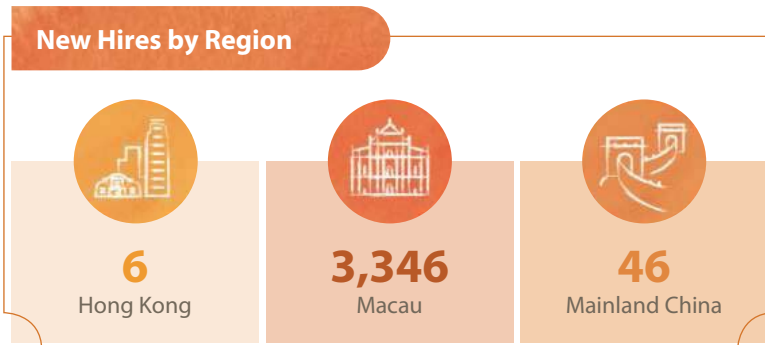 New Hires by Region
6
Hong Kong
3,346
Macau
46
Mainland China